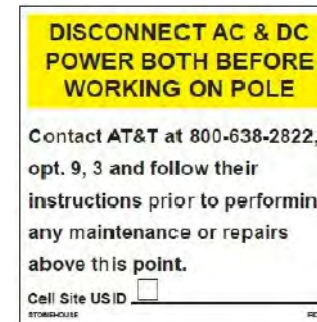 DISCONNECT AC & DC
POWER BOTH BEFORE
WORKING ON POLE
Contact AT&T at 800-638-2822,
opt. 9, 3 and follow their
instructions prior to performin
any maintenance or repairs
above this point.
Cell Site USID
STONEHOUSE